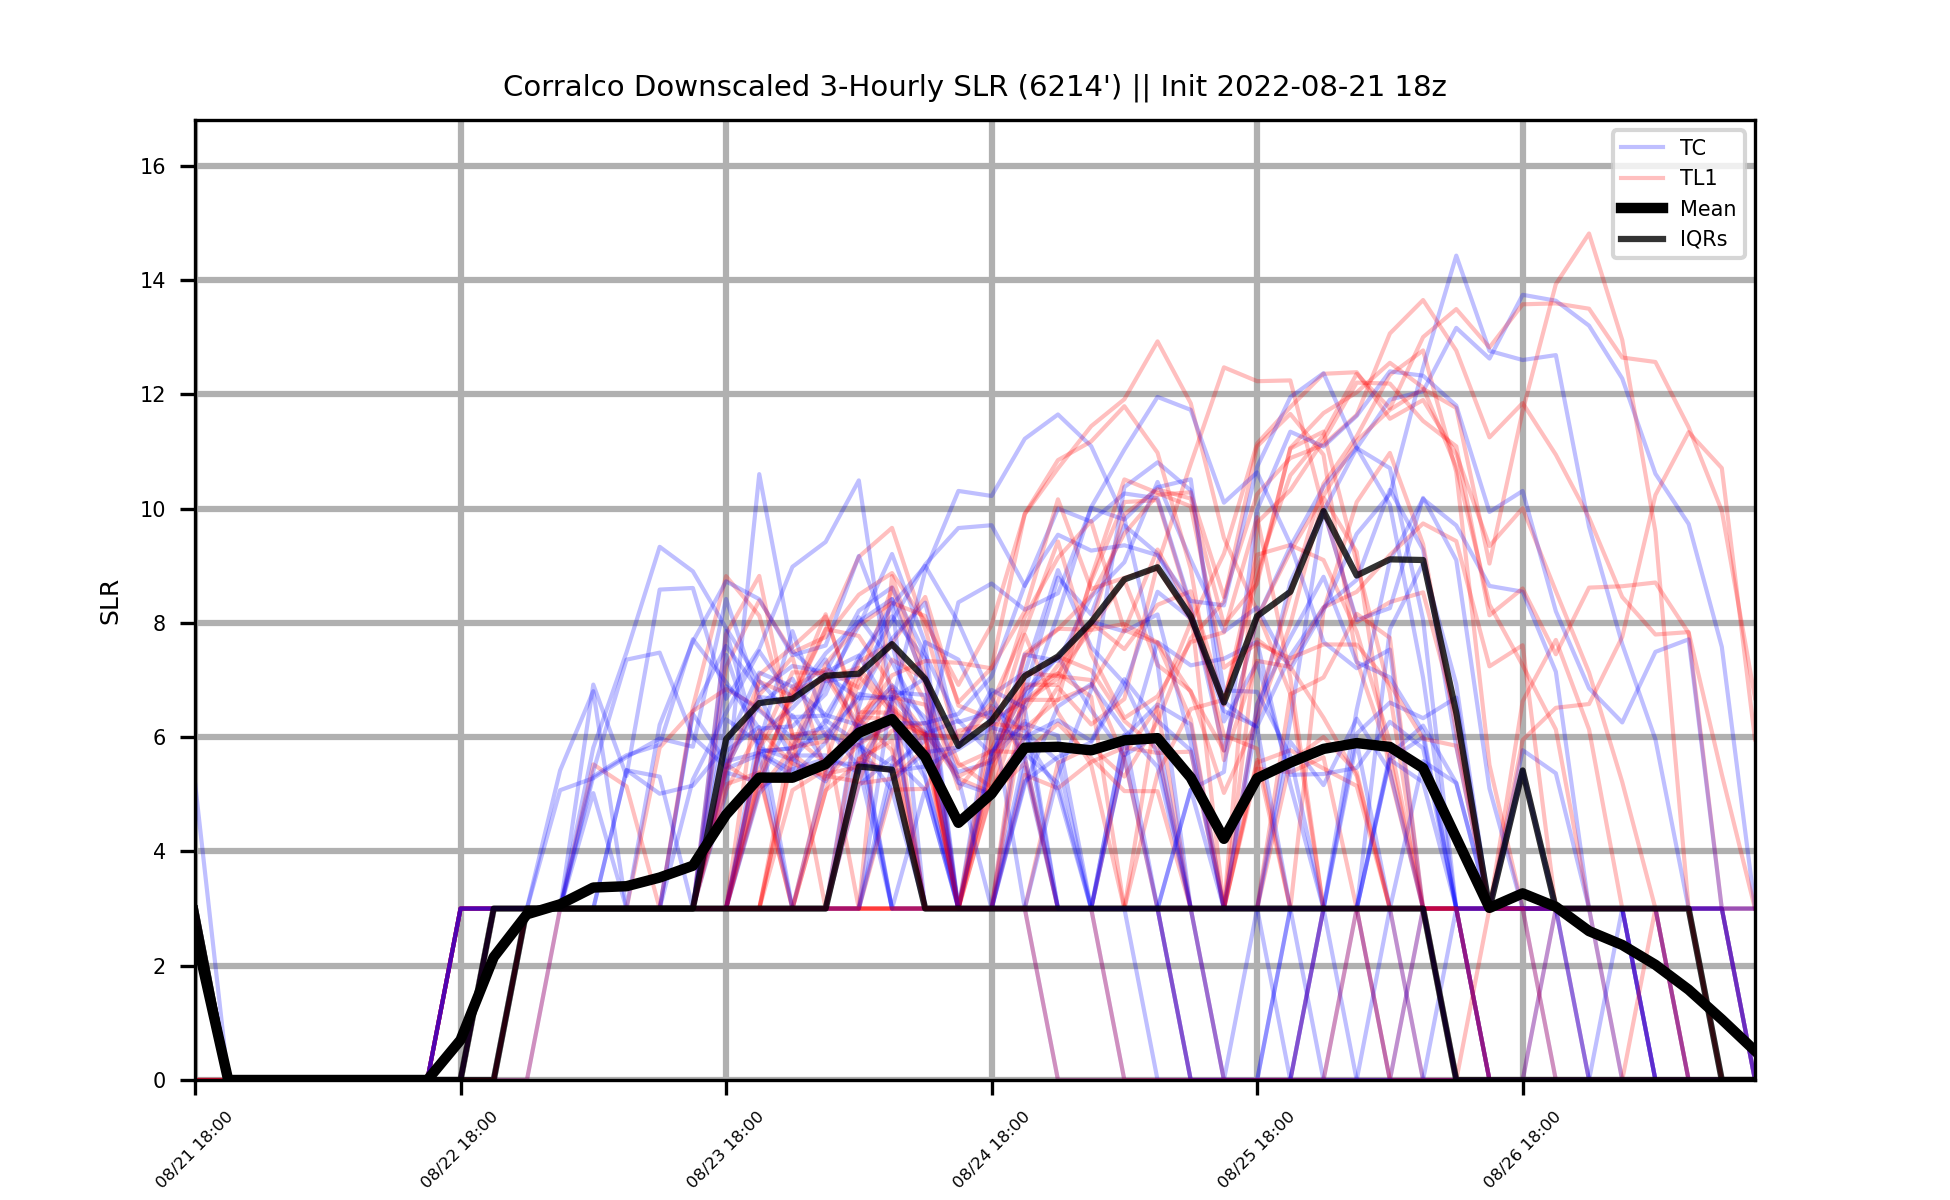 Corralco Downscaled 3-Hourly SLR (6214') || Init 2022-08-21 18z
TC
TL1
Mean
IQRs
SLR
16
14
12
10
8
6
4
2
0
08/21 18:00
08/22 18:00
08/23 18:00
08/24 18:00
08/25 18:00
08/26 18:00